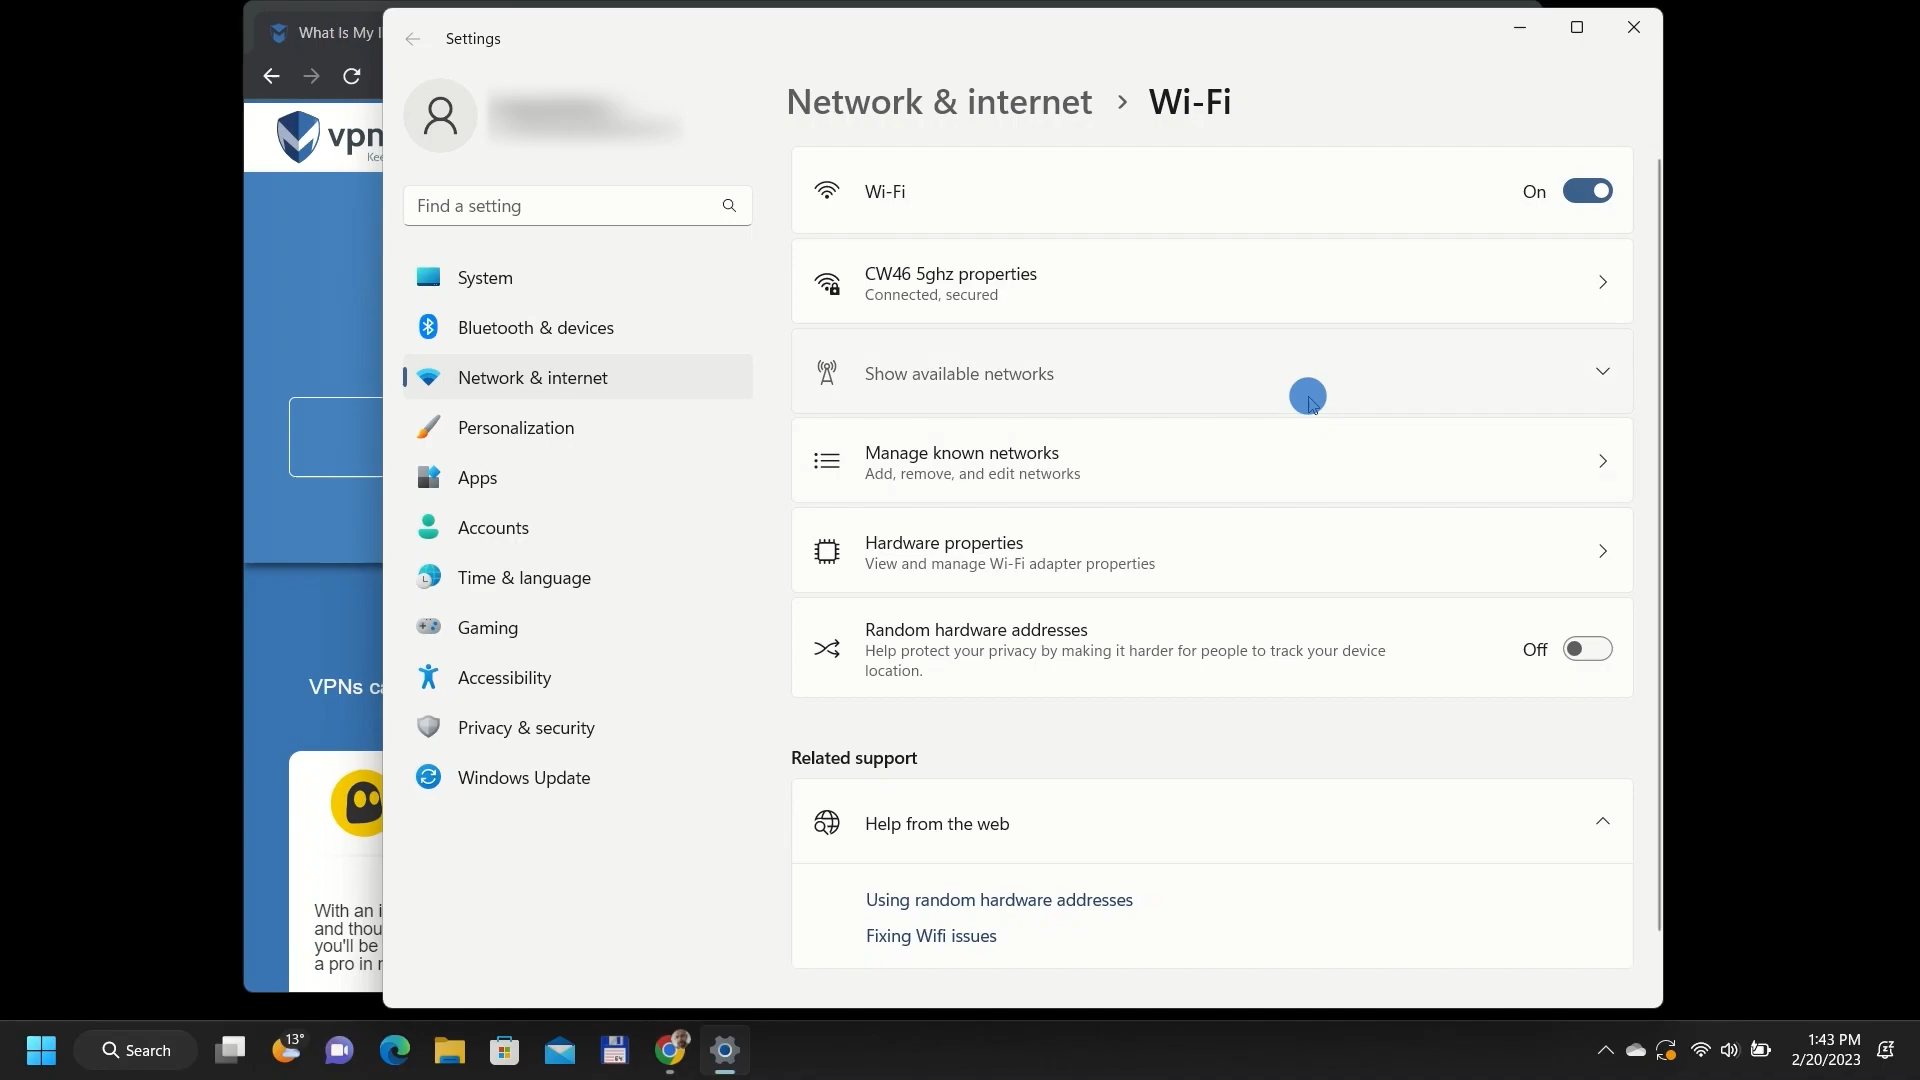 What Is My
Settings
vpn
Kee
Network & internet > Wi-Fi
Find a setting
System
Bluetooth & devices
Network & internet
Personalization
Apps
Accounts
Time & language
Gaming
Accessibility
Privacy & security
Windows Update
Wi-Fi
On
CW46 5ghz properties
Connected, secured
Show available networks
Manage known networks
Add, remove, and edit networks
Hardware properties
View and manage Wi-Fi adapter properties
Random hardware addresses
Help protect your privacy by making it harder for people to track your device
location.
Off
Related support
Help from the web
Using random hardware addresses
Fixing Wifi issues
VPNs ca
With an i
and thou
you'll be
a pro in
13°
Search
1:43 PM
2/20/2023